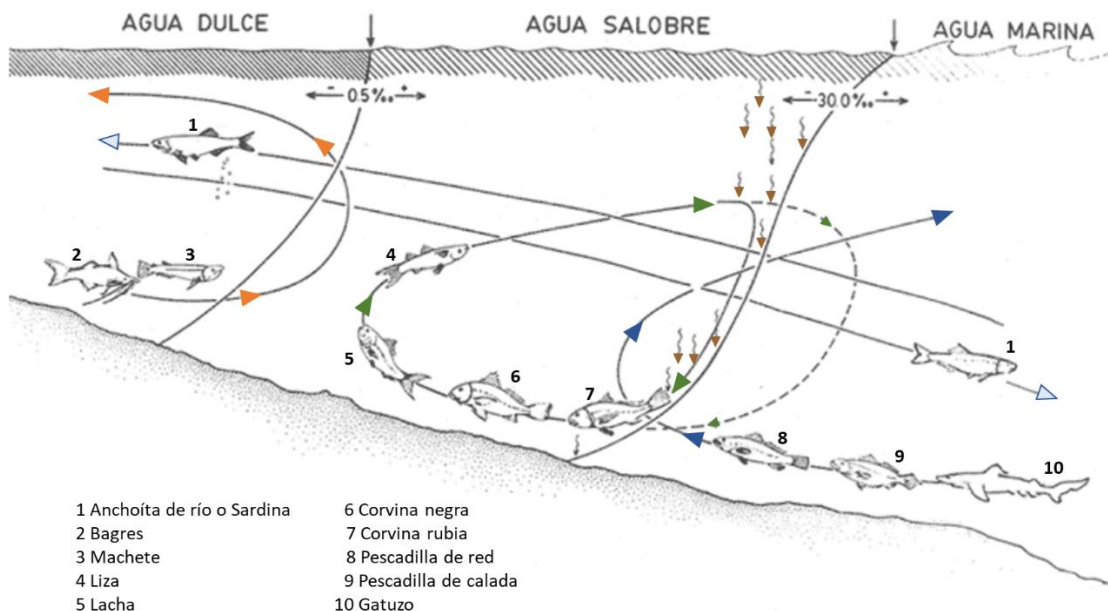 AGUA DULCE
AGUA SALOBRE
AGUA MARINA
- 0.5‰ +
- 30.0‰ +
1
2
3
4
5
6
7
8
9
1
10
1 Anchoíta de río o Sardina
2 Bagres
3 Machete
4 Liza
5 Lacha
6 Corvina negra
7 Corvina rubia
8 Pescadilla de red
9 Pescadilla de calada
10 Gatuzo